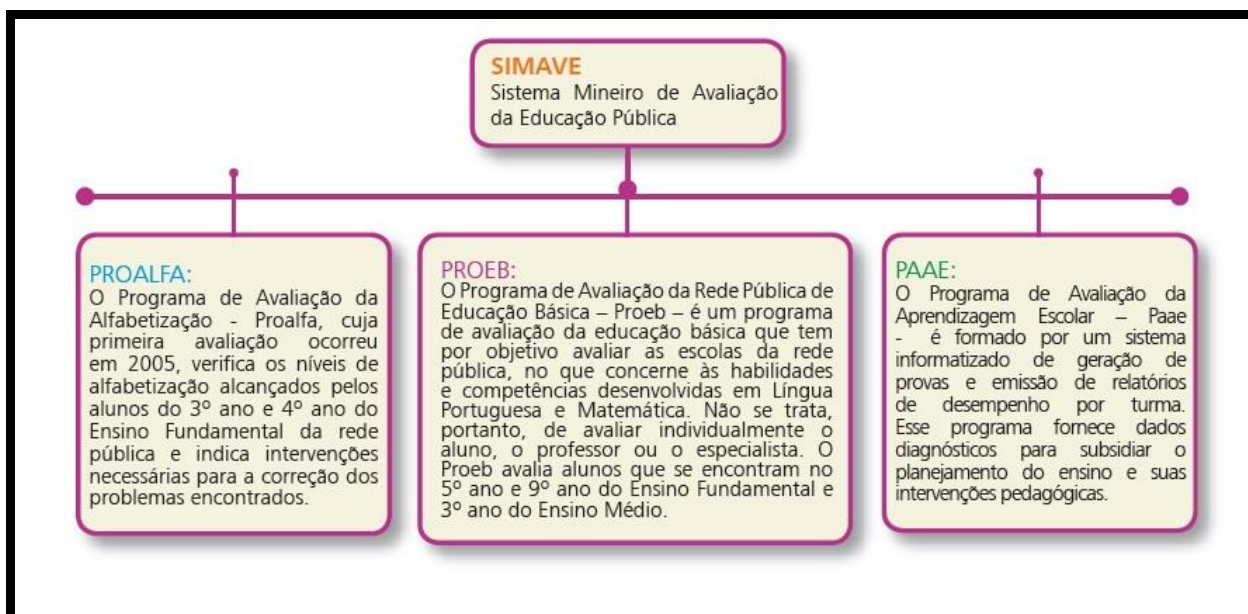 SIMAVE
Sistema Mineiro de Avaliação
da Educação Pública
PROALFA:
O Programa de Avaliação da
Alfabetização - Proalfa, cuja
primeira avaliação ocorreu
em 2005, verifica os níveis de
alfabetização alcançados pelos
alunos do 3º ano e 4º ano do
Ensino Fundamental da rede
pública e indica intervenções
necessárias para a correção dos
problemas encontrados.
PROEB:
O Programa de Avaliação da Rede Pública de
Educação Básica – Proeb – é um programa
de avaliação da educação básica que tem
por objetivo avaliar as escolas da rede
pública, no que concerne às habilidades
e competências desenvolvidas em Língua
Portuguesa e Matemática. Não se trata,
portanto, de avaliar individualmente o
aluno, o professor ou o especialista. O
Proeb avalia alunos que se encontram no
5º ano e 9º ano do Ensino Fundamental e
3º ano do Ensino Médio.
PAAE:
O Programa de Avaliação da
Aprendizagem Escolar – Paae
- é formado por um sistema
informatizado de geração de
provas e emissão de relatórios
de desempenho por turma.
Esse programa fornece dados
diagnósticos para subsidiar o
planejamento do ensino e suas
intervenções pedagógicas.